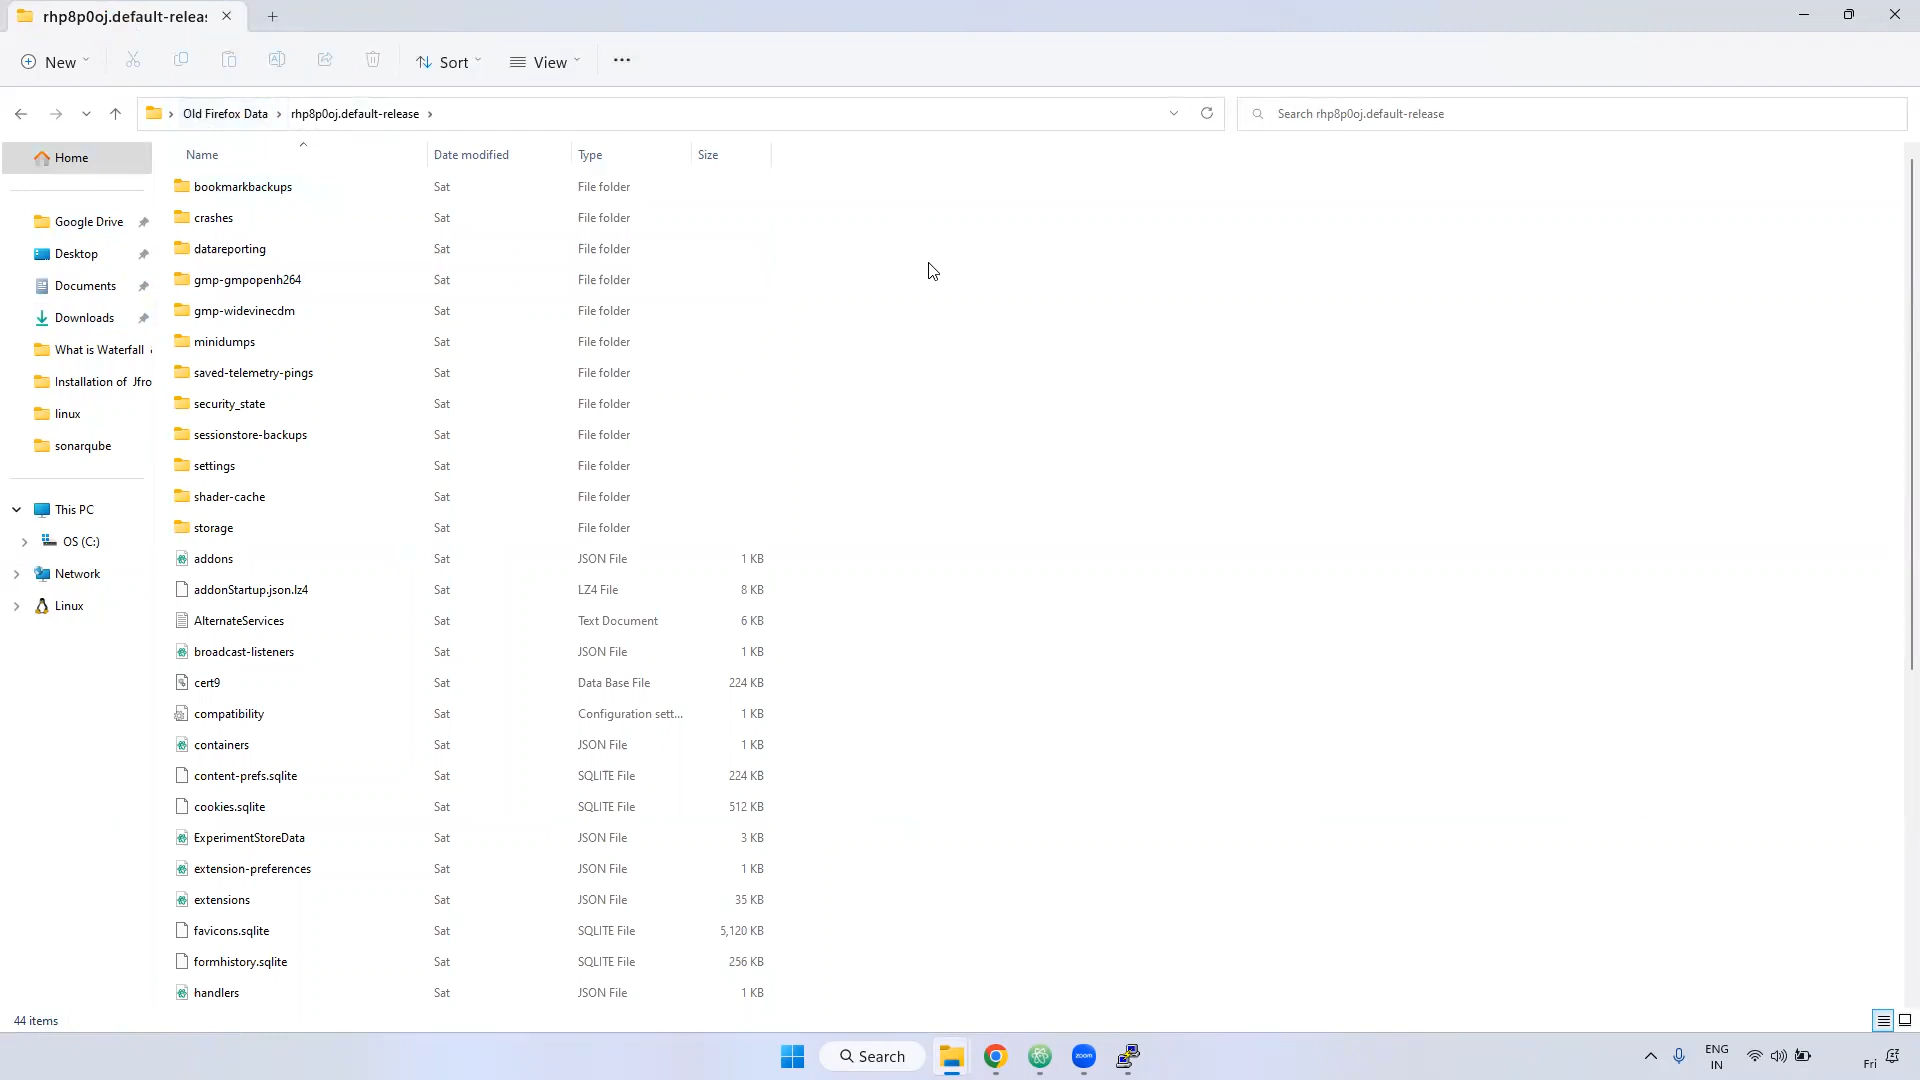 rhp8p0oj.default-releas
New
Sort
View
Old Firefox Data
rhp8p0oj.default-release
Search rhp8p0oj.default-release
Home
Google Drive
Desktop
Documents
Downloads
What is Waterfall
Installation of Jfro
linux
sonarqube
This PC
OS (C:)
Network
Linux
Name Date modified Type Size
bookmarkbackups Sat File folder
crashes Sat File folder
datareporting Sat File folder
gmp-gmpopenh264 Sat File folder
gmp-widevinecdm Sat File folder
minidumps Sat File folder
saved-telemetry-pings Sat File folder
security_state Sat File folder
sessionstore-backups Sat File folder
settings Sat File folder
shader-cache Sat File folder
storage Sat File folder
addons Sat JSON File 1 KB
addonStartup.json.lz4 Sat LZ4 File 8 KB
AlternateServices Sat Text Document 6 KB
broadcast-listeners Sat JSON File 1 KB
cert9 Sat Data Base File 224 KB
compatibility Sat Configuration sett... 1 KB
containers Sat JSON File 1 KB
content-prefs.sqlite Sat SQLITE File 224 KB
cookies.sqlite Sat SQLITE File 512 KB
ExperimentStoreData Sat JSON File 3 KB
extension-preferences Sat JSON File 1 KB
extensions Sat JSON File 35 KB
favicons.sqlite Sat SQLITE File 5,120 KB
formhistory.sqlite Sat SQLITE File 256 KB
handlers Sat JSON File 1 KB
44 items
Search
zoom
ENG
IN
Fri